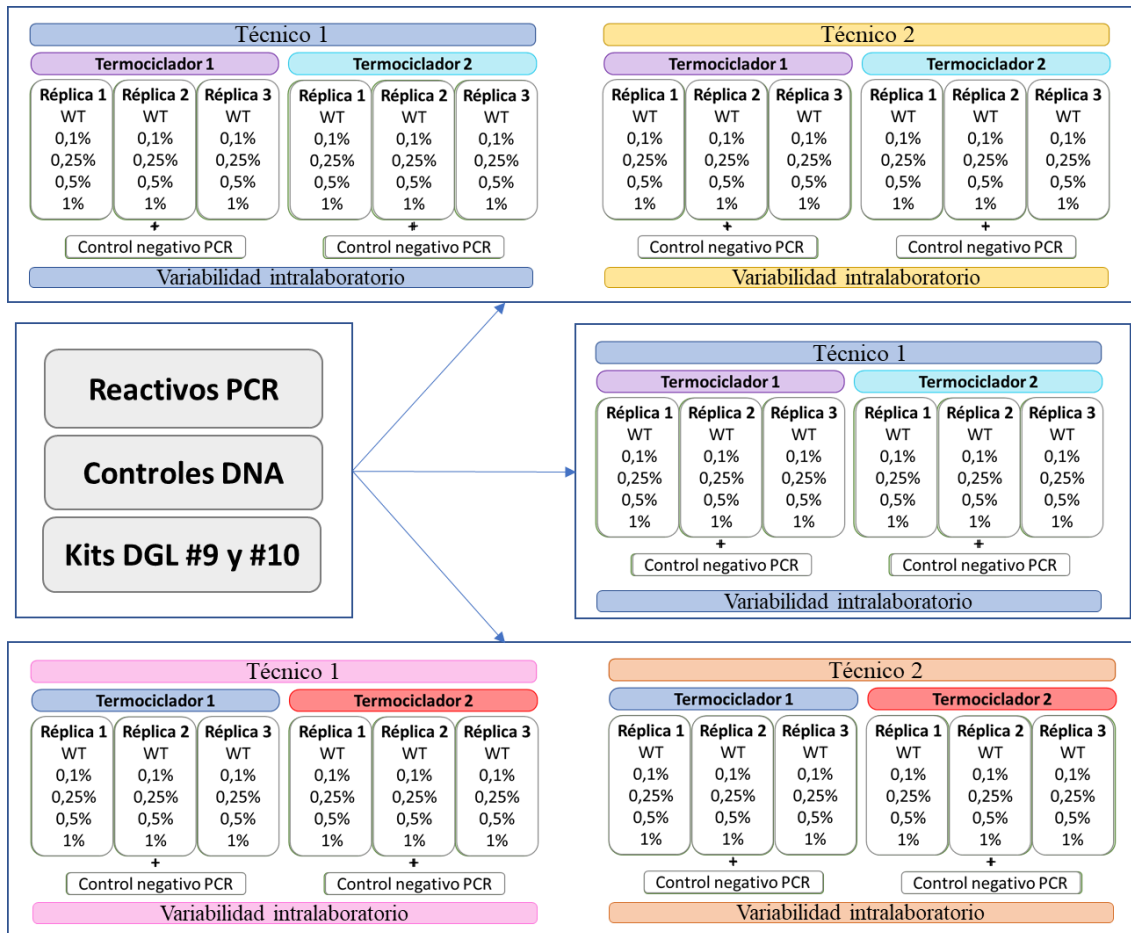 Técnico 1
Técnico 2
Termociclador 1
Termociclador 2
Termociclador 1
Termociclador 2
Réplica 1 Réplica 2 Réplica 3
WT WT WT
0,1% 0,1% 0,1%
0,25% 0,25% 0,25%
0,5% 0,5% 0,5%
1% 1% 1%
+
Control negativo PCR
Réplica 1 Réplica 2 Réplica 3
WT WT WT
0,1% 0,1% 0,1%
0,25% 0,25% 0,25%
0,5% 0,5% 0,5%
1% 1% 1%
+
Control negativo PCR
Réplica 1 Réplica 2 Réplica 3
WT WT WT
0,1% 0,1% 0,1%
0,25% 0,25% 0,25%
0,5% 0,5% 0,5%
1% 1% 1%
+
Control negativo PCR
Réplica 1 Réplica 2 Réplica 3
WT WT WT
0,1% 0,1% 0,1%
0,25% 0,25% 0,25%
0,5% 0,5% 0,5%
1% 1% 1%
+
Control negativo PCR
Variabilidad intralaboratorio
Variabilidad intralaboratorio
Reactivos PCR
Controles DNA
Kits DGL #9 y #10
Técnico 1
Termociclador 1
Termociclador 2
Réplica 1 Réplica 2 Réplica 3
WT WT WT
0,1% 0,1% 0,1%
0,25% 0,25% 0,25%
0,5% 0,5% 0,5%
1% 1% 1%
+
Control negativo PCR
Réplica 1 Réplica 2 Réplica 3
WT WT WT
0,1% 0,1% 0,1%
0,25% 0,25% 0,25%
0,5% 0,5% 0,5%
1% 1% 1%
+
Control negativo PCR
Variabilidad intralaboratorio
Técnico 1
Técnico 2
Termociclador 1
Termociclador 2
Termociclador 1
Termociclador 2
Réplica 1 Réplica 2 Réplica 3
WT WT WT
0,1% 0,1% 0,1%
0,25% 0,25% 0,25%
0,5% 0,5% 0,5%
1% 1% 1%
+
Control negativo PCR
Réplica 1 Réplica 2 Réplica 3
WT WT WT
0,1% 0,1% 0,1%
0,25% 0,25% 0,25%
0,5% 0,5% 0,5%
1% 1% 1%
+
Control negativo PCR
Réplica 1 Réplica 2 Réplica 3
WT WT WT
0,1% 0,1% 0,1%
0,25% 0,25% 0,25%
0,5% 0,5% 0,5%
1% 1% 1%
+
Control negativo PCR
Réplica 1 Réplica 2 Réplica 3
WT WT WT
0,1% 0,1% 0,1%
0,25% 0,25% 0,25%
0,5% 0,5% 0,5%
1% 1% 1%
+
Control negativo PCR
Variabilidad intralaboratorio
Variabilidad intralaboratorio